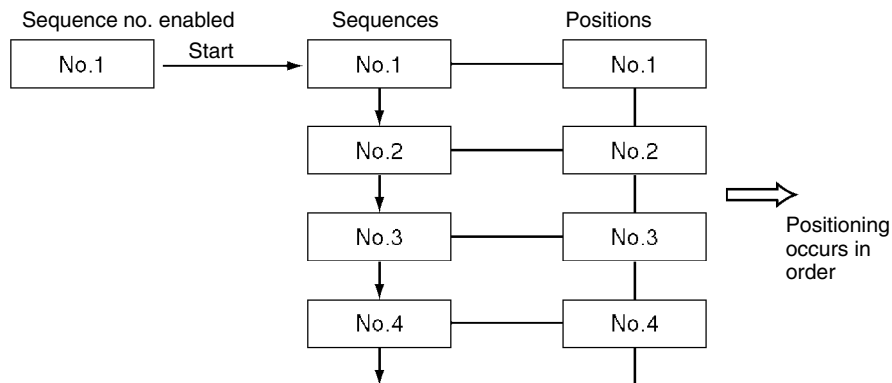 Sequence no. enabled
Sequences
Positions
No.1
Start
No.1
No.1
No.2
No.2
No.3
No.3
No.4
No.4
Positioning
occurs in
order